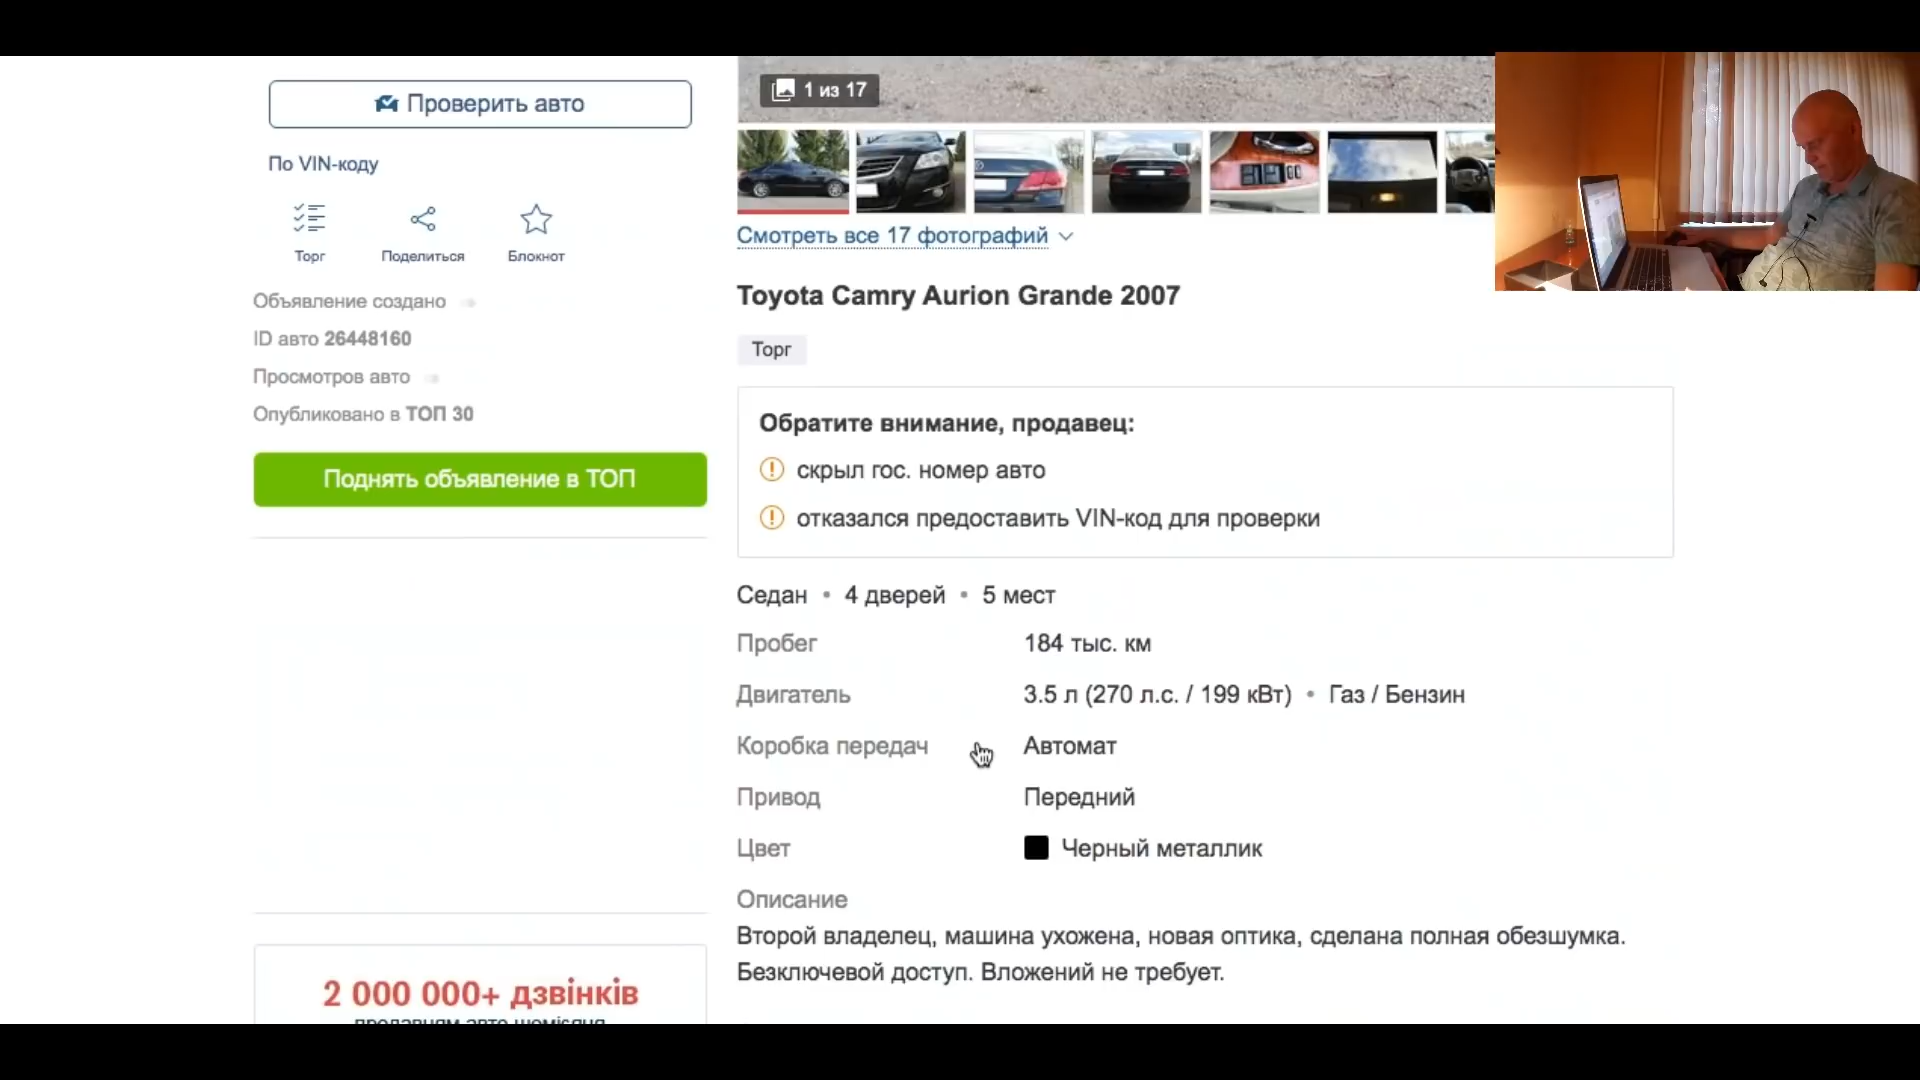 Проверить авто
По VIN-коду
Торг
Поделиться
Блокнот
Объявление создано
ID авто 26448160
Просмотров авто
Опубликовано в ТОП 30
Поднять объявление в ТОП
2 000 000+ дзвінків
продавцям авто щомісяця
1 из 17
Смотреть все 17 фотографий
Toyota Camry Aurion Grande 2007
Торг
Обратите внимание, продавец:
скрыл гос. номер авто
отказался предоставить VIN-код для проверки
Седан • 4 дверей • 5 мест
Пробег 184 тыс. км
Двигатель 3.5 л (270 л.с. / 199 кВт) • Газ / Бензин
Коробка передач Автомат
Привод Передний
Цвет Черный металлик
Описание
Второй владелец, машина ухожена, новая оптика, сделана полная обезшумка.
Безключевой доступ. Вложений не требует.